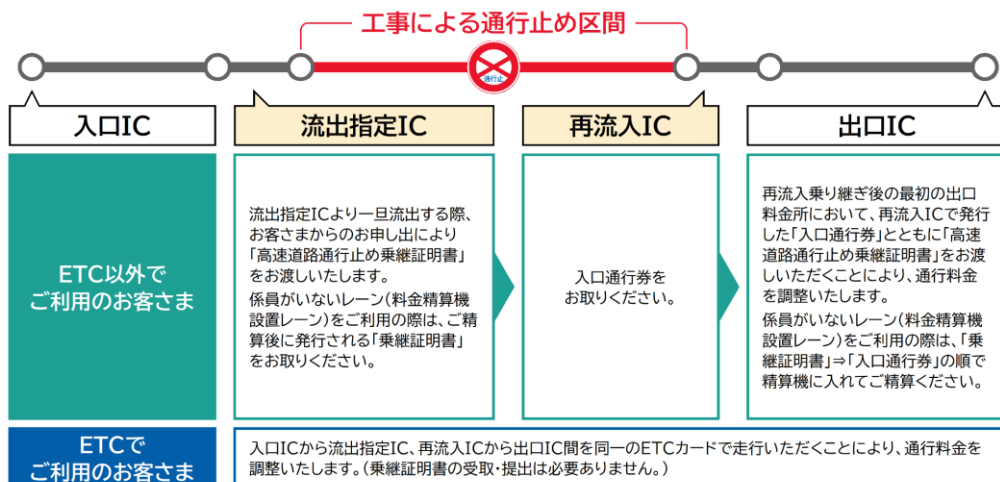 工事による通行止め区間
通行止
入口IC
流出指定IC
再流入IC
出口IC
ETC以外で
ご利用のお客さま
流出指定ICより一旦流出する際、
お客さまからのお申し出により
「高速道路通行止め乗継証明書」
をお渡しいたします。
係員がいないレーン(料金精算機
設置レーン)をご利用の際は、ご精
算後に発行される「乗継証明書」
をお取りください。
入口通行券を
お取りください。
再流入乗り継ぎ後の最初の出口
料金所において、再流入ICで発行
した「入口通行券」とともに「高速
道路通行止め乗継証明書」をお渡
しいただくことにより、通行料金
を調整いたします。
係員がいないレーン(料金精算機
設置レーン)をご利用の際は、「乗
継証明書」⇒「入口通行券」の順で
精算機に入れてご精算ください。
ETCで
ご利用のお客さま
入口ICから流出指定IC、再流入ICから出口IC間を同一のETCカードで走行いただくことにより、通行料金を
調整いたします。(乗継証明書の受取・提出は必要ありません。)